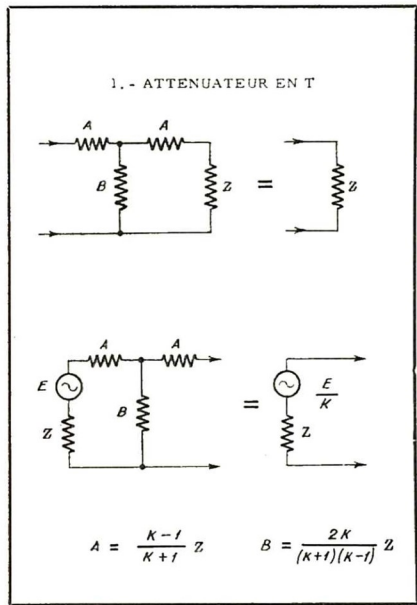 1.- ATTENUATEUR EN T
A A
B Z = Z
A A
E E/K
B =
Z Z
A = K-1/K+1 Z B = 2K/(K+1)(K-1) Z